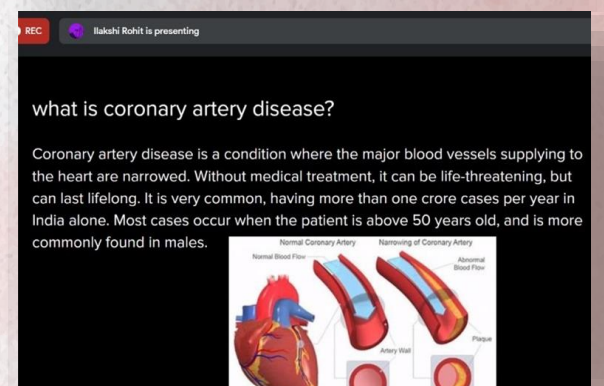 REC
Ilakshi Rohit is presenting
what is coronary artery disease?
Coronary artery disease is a condition where the major blood vessels supplying to
the heart are narrowed. Without medical treatment, it can be life-threatening, but
can last lifelong. It is very common, having more than one crore cases per year in
India alone. Most cases occur when the patient is above 50 years old, and is more
commonly found in males.
Normal Coronary Artery
Narrowing of Coronary Artery
Normal Blood Flow
Abnormal
Blood Flow
Plaque
Artery Wall